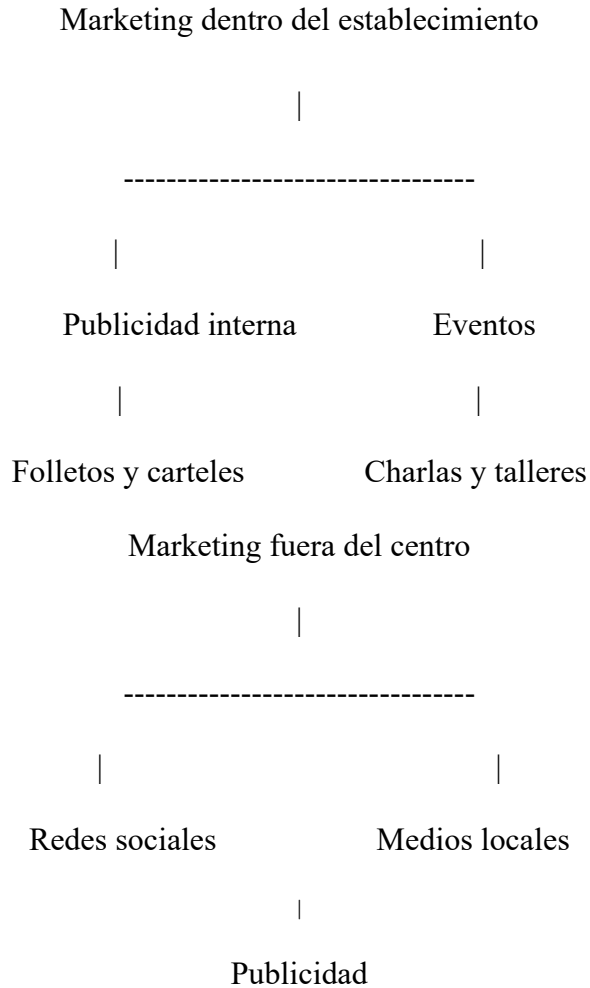 Marketing dentro del establecimiento
|
---------------------------------
| |
Publicidad interna Eventos
| |
Folletos y carteles Charlas y talleres
Marketing fuera del centro
|
---------------------------------
| |
Redes sociales Medios locales
|
Publicidad